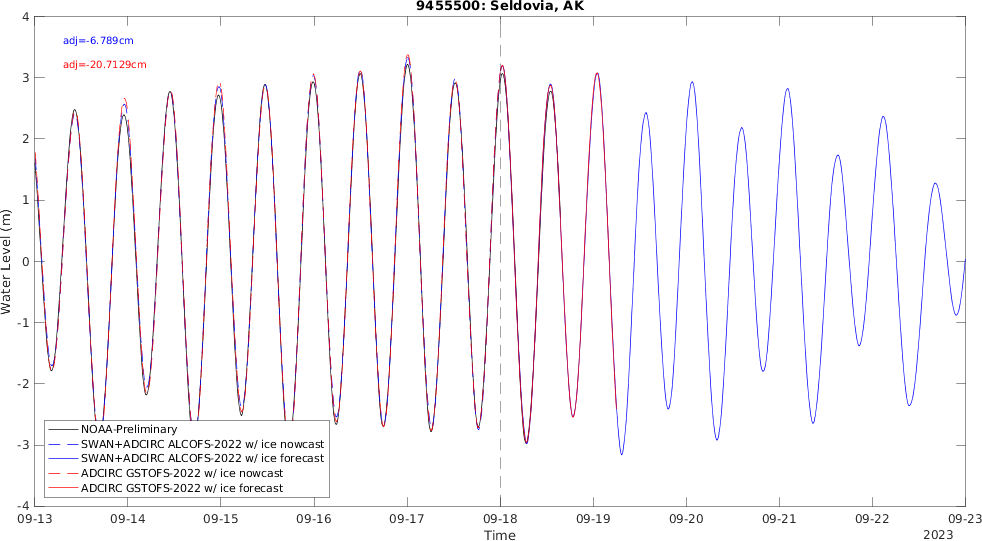 9455500: Seldovia, AK
adj=-6.789cm
adj=-20.7129cm
4
3
2
1
0
-1
-2
-3
-4
Water Level (m)
NOAA-Preliminary
SWAN+ADCIRC ALCOFS-2022 w/ ice nowcast
SWAN+ADCIRC ALCOFS-2022 w/ ice forecast
ADCIRC GSTOFS-2022 w/ ice nowcast
ADCIRC GSTOFS-2022 w/ ice forecast
09-13 09-14 09-15 09-16 09-17 09-18 09-19 09-20 09-21 09-22 09-23
Time
2023